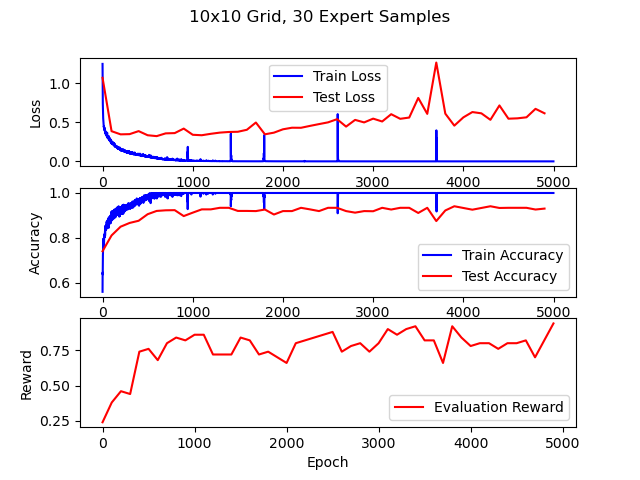 10x10 Grid, 30 Expert Samples
Loss
1.0
0.5
0.0
Train Loss
Test Loss
0 1000 2000 3000 4000 5000
Accuracy
1.0
0.8
0.6
Train Accuracy
Test Accuracy
0 1000 2000 3000 4000 5000
Reward
0.75
0.50
0.25
Evaluation Reward
0 1000 2000 3000 4000 5000
Epoch